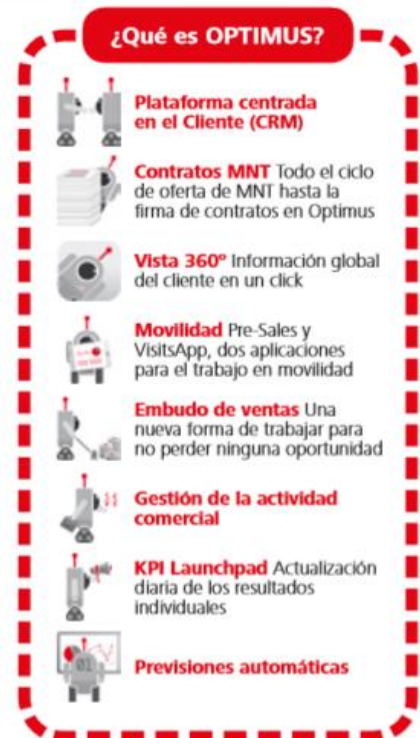 ¿Qué es OPTIMUS?
Plataforma centrada
en el Cliente (CRM)
Contratos MNT Todo el ciclo
de oferta de MNT hasta la
firma de contratos en Optimus
Vista 360º Información global
del cliente en un click
Movilidad Pre-Sales y
VisitsApp, dos aplicaciones
para el trabajo en movilidad
Embudo de ventas Una
nueva forma de trabajar para
no perder ninguna oportunidad
Gestión de la actividad
comercial
KPI Launchpad Actualización
diaria de los resultados
individuales
01
Previsiones automáticas